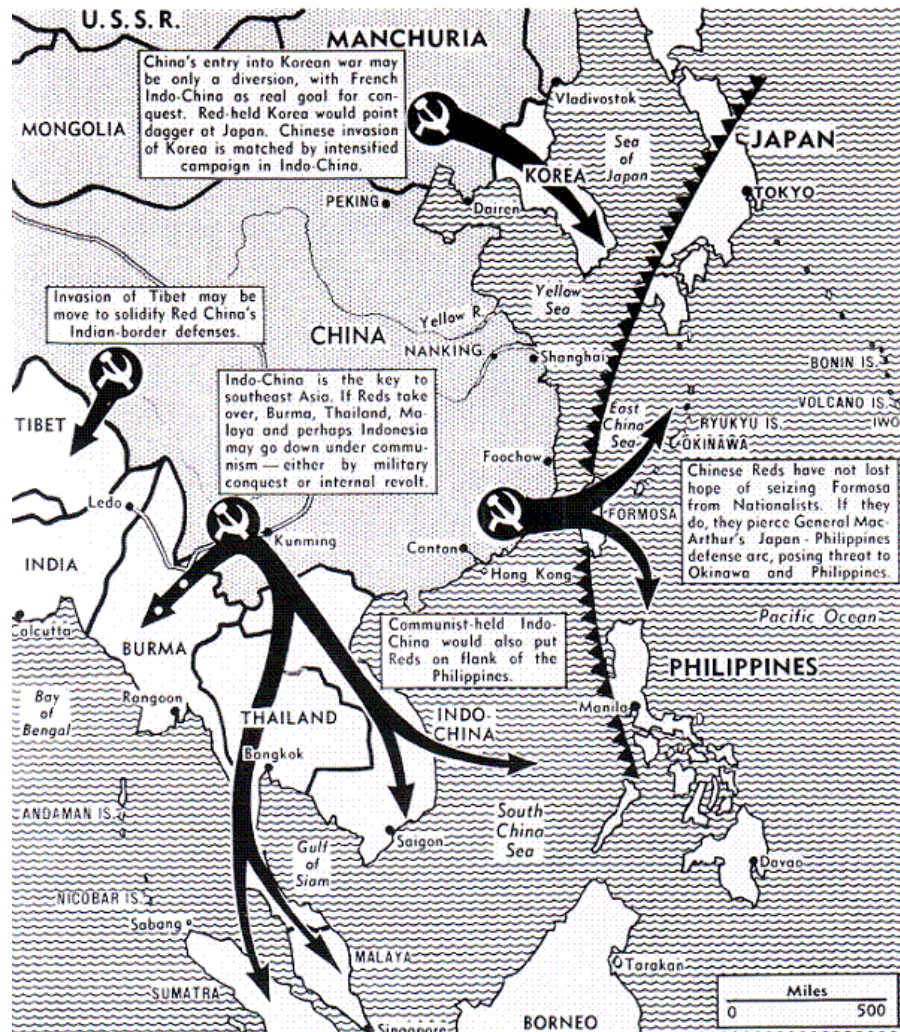 U.S.S.R.
MANCHURIA
China's entry into Korean war may
be only a diversion, with French
Indo-China as real goal for con-
quest. Red-held Korea would point
dagger at Japan. Chinese invasion
of Korea is matched by intensified
campaign in Indo-China.
MONGOLIA
Vladivostok
JAPAN
Sea
of
Japan
KOREA
TOKYO
PEKING
Dairen
Invasion of Tibet may be
move to solidify Red China's
Indian-border defenses.
Yellow
Sea
Yellow R.
CHINA
NANKING
Shanghai
BONIN IS.
Indo-China is the key to
southeast Asia. If Reds take
over, Burma, Thailand, Ma-
laya and perhaps Indonesia
may go down under commu-
nism — either by military
conquest or internal revolt.
VOLCANO IS.
IWO
TIBET
East
China
Sea
RYUKYU IS.
OKINAWA
Foochow
Chinese Reds have not lost
hope of seizing Formosa
from Nationalists. If they
do, they pierce General Mac-
Arthur's Japan - Philippines
defense arc, posing threat to
Okinawa and Philippines.
Ledo
FORMOSA
Kunming
INDIA
Canton
Hong Kong
Calcutta
Pacific Ocean
Communist-held Indo-
China would also put
Reds on flank of the
Philippines.
BURMA
PHILIPPINES
Bay
of
Bengal
Rangoon
THAILAND
INDO-
CHINA
Manila
Bangkok
ANDAMAN IS.
South
China
Sea
Saigon
Gulf
of
Siam
Davao
NICOBAR IS.
Sabang
MALAYA
Tarakan
SUMATRA
Miles
0 500
Singapore
BORNEO